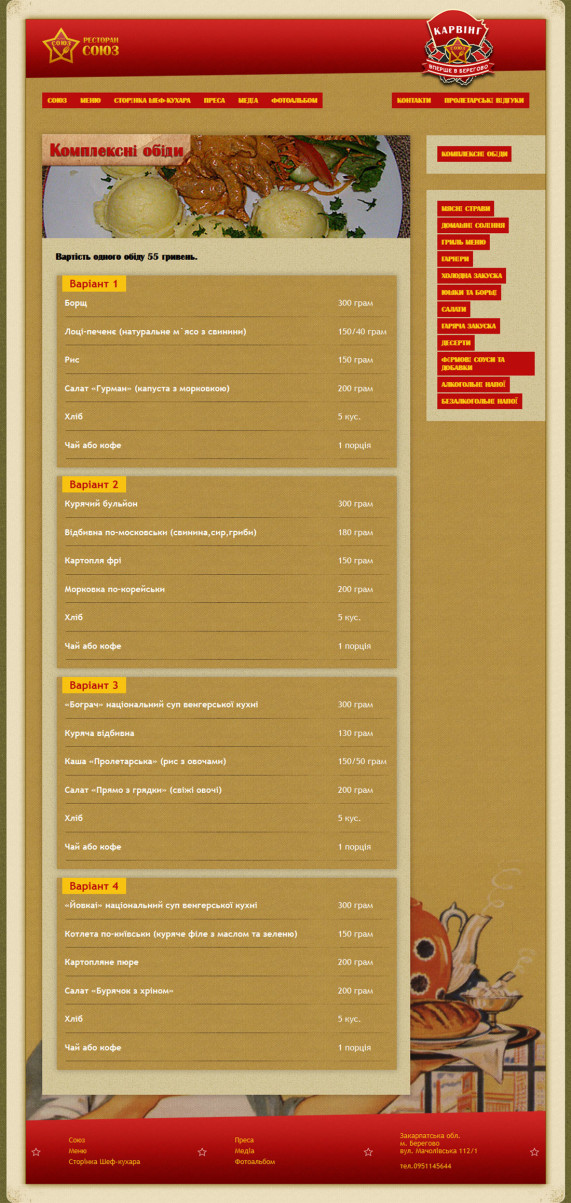 СОЮЗ
РЕСТОРАН
СОЮЗ
КАРВІНГ
СОЮЗ
ВПЕРШЕ В БЕРЕГОВО
СОЮЗ МЕНЮ СТОРІНКА ШЕФ-КУХАРА ПРЕСА МЕДІА ФОТОАЛЬБОМ КОНТАКТИ ПРОЛЕТАРСЬКІ ВІДГУКИ
Комплексні обіди
КОМПЛЕКСНІ ОБІДИ
М'ЯСНІ СТРАВИ
ДОМАШНІ СОЛІННЯ
ГРИЛЬ МЕНЮ
ГАРНІРИ
ХОЛОДНА ЗАКУСКА
ЮШКИ ТА БОРЩІ
САЛАТИ
ГАРЯЧА ЗАКУСКА
ДЕСЕРТИ
ФІРМОВІ СОУСИ ТА
ДОБАВКИ
АЛКОГОЛЬНІ НАПОЇ
БЕЗАЛКОГОЛЬНІ НАПОЇ
Вартість одного обіду 55 гривень.
Варіант 1
Борщ 300 грам
Лоці-печенє (натуральне м`ясо з свинини) 150/40 грам
Рис 150 грам
Салат «Гурман» (капуста з морковкою) 200 грам
Хліб 5 кус.
Чай або кофе 1 порція
Варіант 2
Курячий бульйон 300 грам
Відбивна по-московськи (свинина,сир,гриби) 180 грам
Картопля фрі 150 грам
Морковка по-корейськи 200 грам
Хліб 5 кус.
Чай або кофе 1 порція
Варіант 3
«Бограч» національний суп венгерської кухні 300 грам
Куряча відбивна 130 грам
Каша «Пролетарська» (рис з овочами) 150/50 грам
Салат «Прямо з грядки» (свіжі овочі) 200 грам
Хліб 5 кус.
Чай або кофе 1 порція
Варіант 4
«Йовкаі» національний суп венгерської кухні 300 грам
Котлета по-київськи (куряче філе з маслом та зеленю) 150 грам
Картопляне пюре 200 грам
Салат «Бурячок з хріном» 200 грам
Хліб 5 кус.
Чай або кофе 1 порція
Союз
Меню
Сторінка Шеф-кухара
Преса
Медіа
Фотоальбом
Закарпатська обл.
м. Берегово
вул. Мачолівська 112/1
тел.0951145644